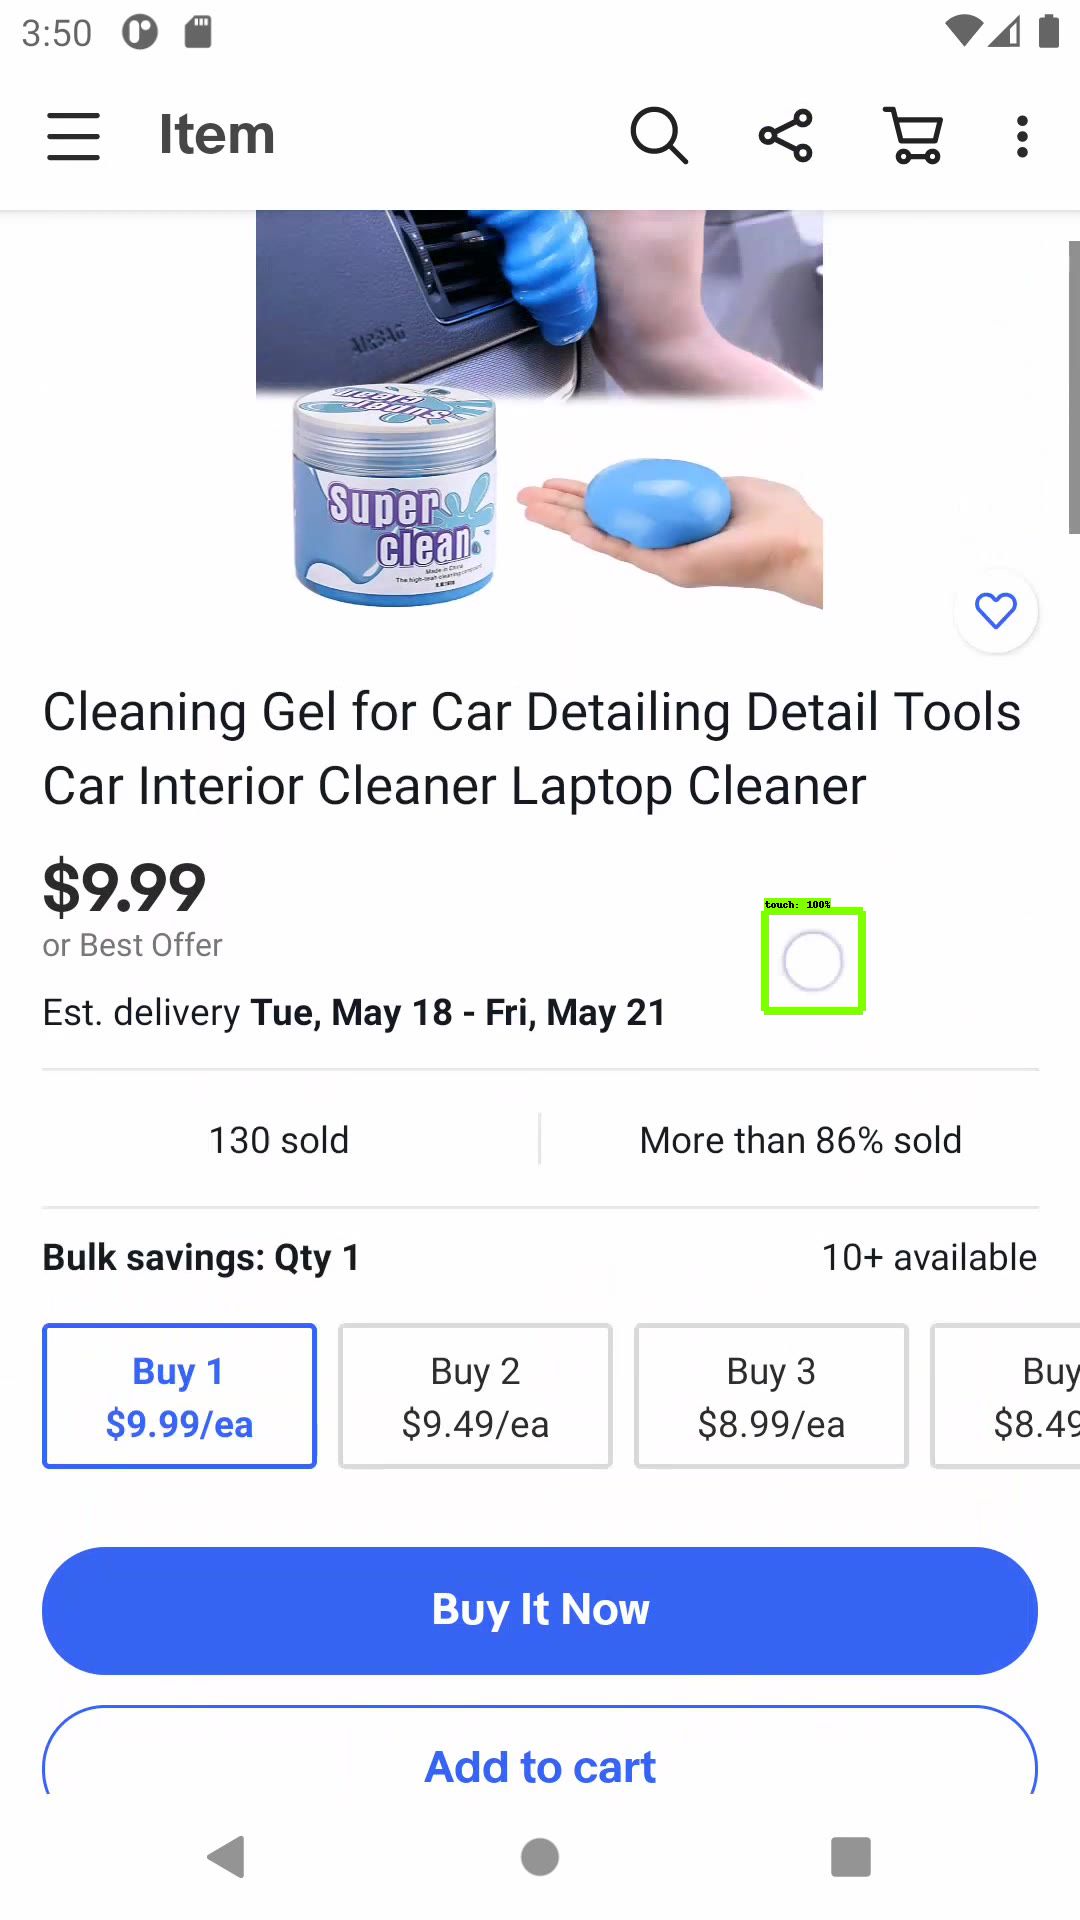 3:50
Item
AIRBAG
Super
clean
Super
clean.
Made in China
Cleaning Gel for Car Detailing Detail Tools
Car Interior Cleaner Laptop Cleaner
$9.99
touch: 100%
or Best Offer
Est. delivery Tue, May 18 - Fri, May 21
130 sold
More than 86% sold
Bulk savings: Qty 1
10+ available
Buy 1
$9.99/ea
Buy 2
$9.49/ea
Buy 3
$8.99/ea
Buy
$8.49
Buy It Now
Add to cart